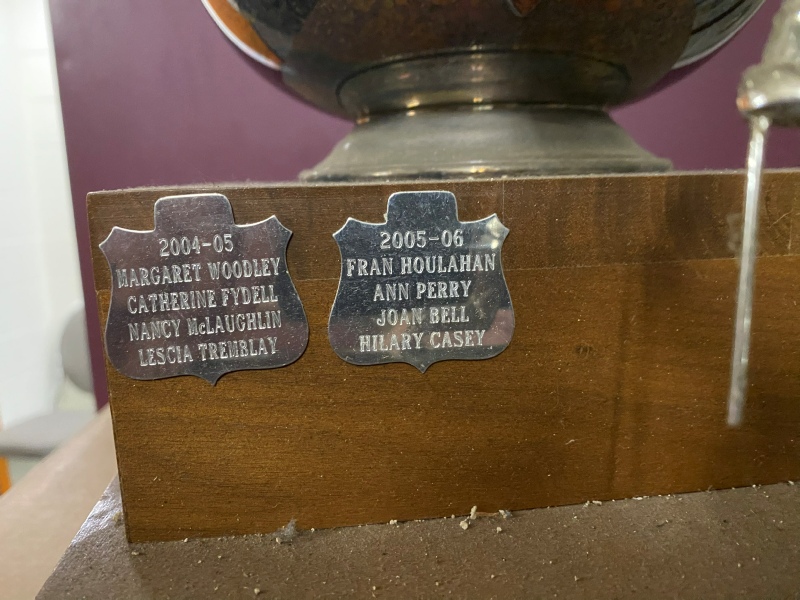 2004-05
MARGARET WOODLEY
CATHERINE FYDELL
NANCY McLAUGHLIN
LESCIA TREMBLAY
2005-06
FRAN HOULAHAN
ANN PERRY
JOAN BELL
HILARY CASEY